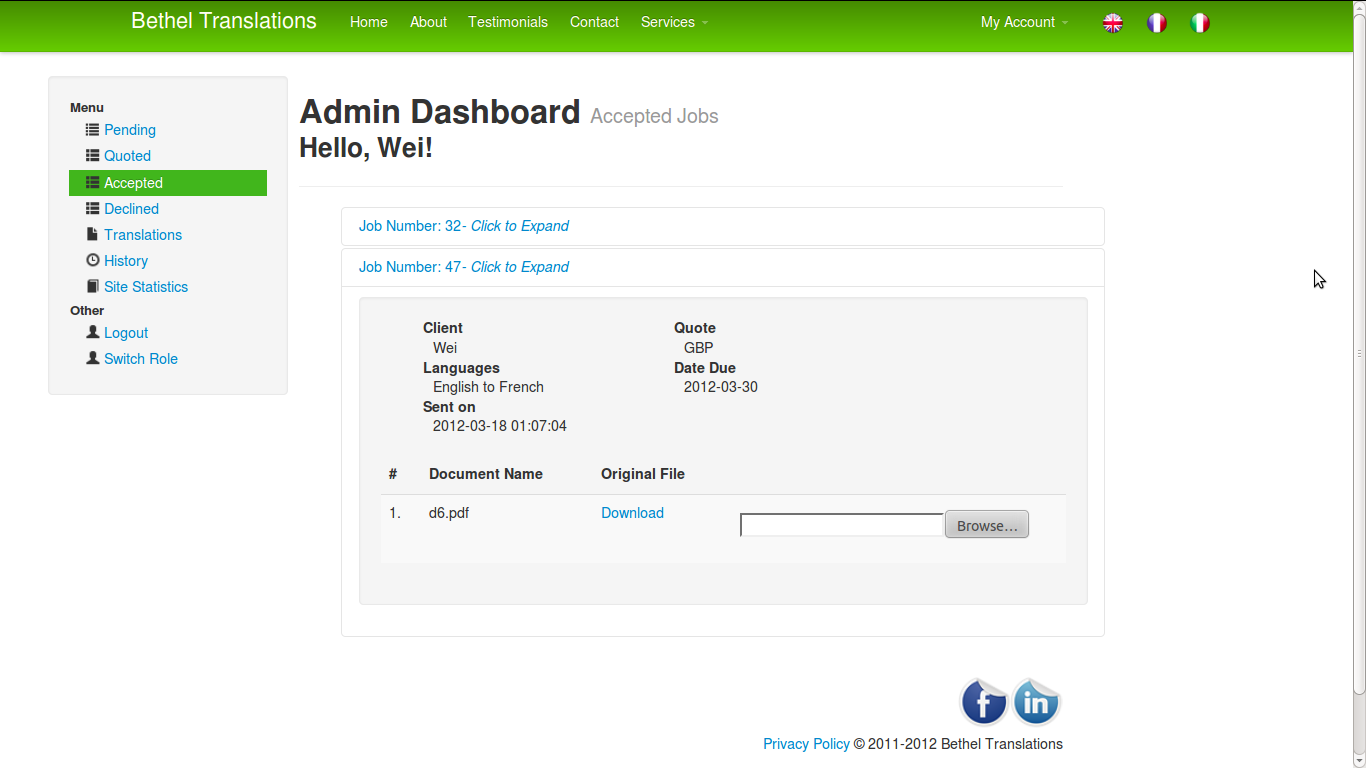 Bethel Translations Home About Testimonials Contact Services My Account
Menu
Pending
Quoted
Accepted
Declined
Translations
History
Site Statistics
Other
Logout
Switch Role
Admin Dashboard Accepted Jobs
Hello, Wei!
Job Number: 32- Click to Expand
Job Number: 47- Click to Expand
Client Quote
Wei GBP
Languages Date Due
English to French 2012-03-30
Sent on
2012-03-18 01:07:04
# Document Name Original File
1. d6.pdf Download Browse...
f in
Privacy Policy © 2011-2012 Bethel Translations